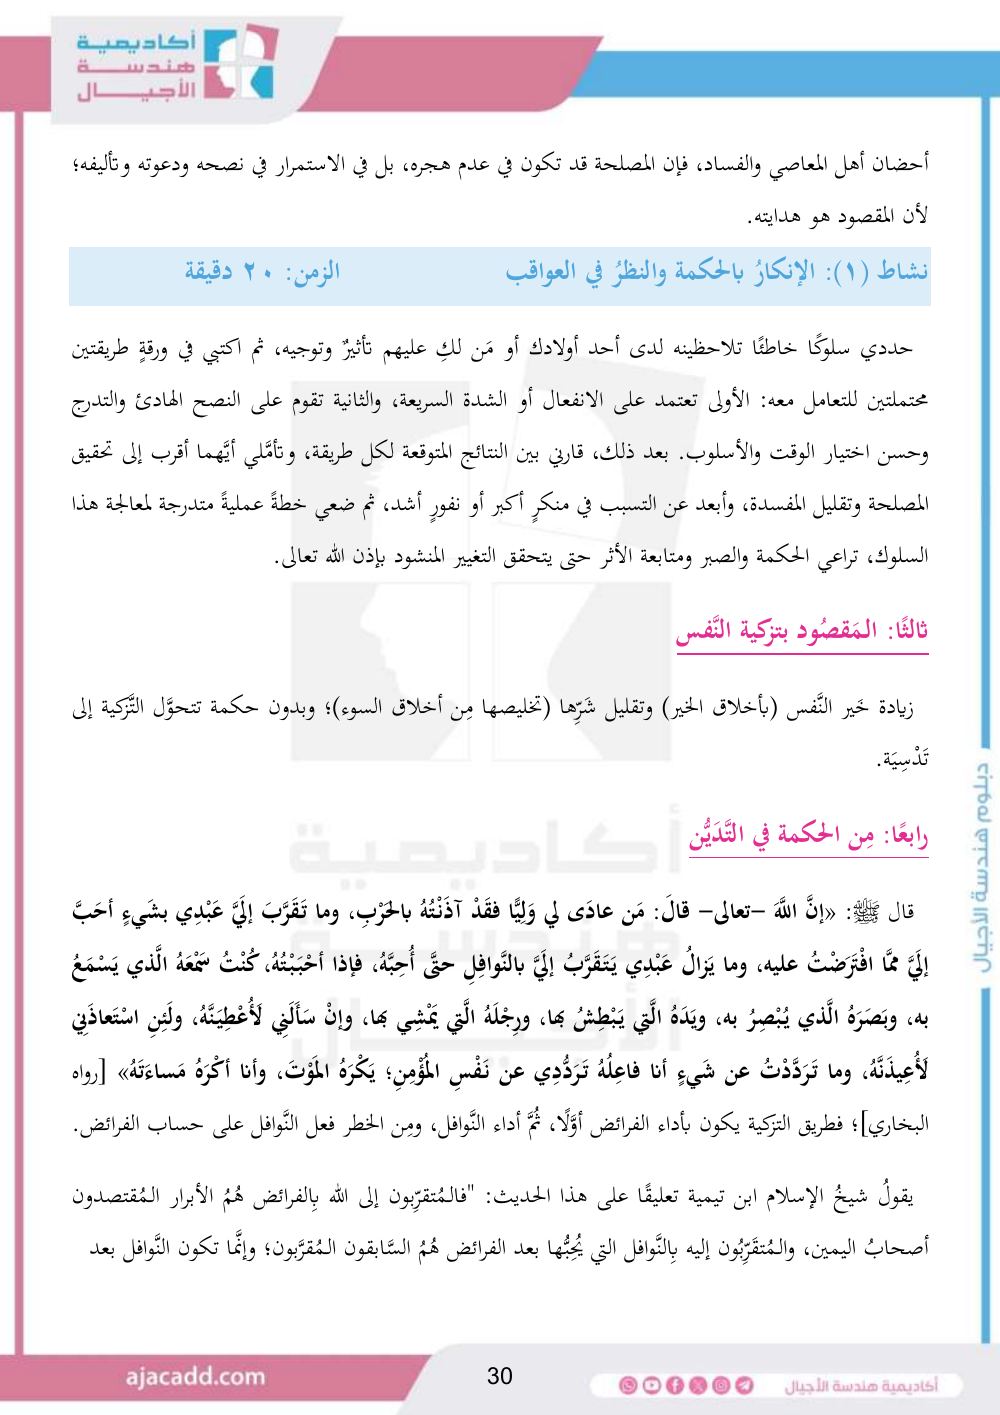 أكاديمية
هندسة
الأجيال
أحضان أهل المعاصي والفساد، فإن المصلحة قد تكون في عدم هجره، بل في الاستمرار في نصحه ودعوته وتأليفه؛
لأن المقصود هو هدايته.
نشاط (١): الإنكارُ بالحكمة والنظرُ في العواقب الزمن: ٢٠ دقيقة
حددي سلوكًا خاطئًا تلاحظينه لدى أحد أولادك أو مَن لكِ عليهم تأثيرٌ وتوجيه، ثم اكتبي في ورقةٍ طريقتين
محتملتين للتعامل معه: الأولى تعتمد على الانفعال أو الشدة السريعة، والثانية تقوم على النصح الهادئ والتدرج
وحسن اختيار الوقت والأسلوب. بعد ذلك، قارني بين النتائج المتوقعة لكل طريقة، وتأمَّلي أيَّهما أقرب إلى تحقيق
المصلحة وتقليل المفسدة، وأبعد عن التسبب في منكرٍ أكبر أو نفورٍ أشد، ثم ضعي خطةً عمليةً متدرجة لمعالجة هذا
السلوك، تراعي الحكمة والصبر ومتابعة الأثر حتى يتحقق التغيير المنشود بإذن الله تعالى.
ثالثًا: المَقصُود بتزكية النَّفس
زيادة خَير النَّفس (بأخلاق الخير) وتقليل شَرِّها (تخليصها مِن أخلاق السوء)؛ وبدون حكمة تتحوَّل التَّزكية إلى
تَدْسِيَة.
رابعًا: مِن الحكمة في التَّدَيُّن
قال ﷺ: «إنَّ اللَّهَ –تعالى– قالَ: مَن عادَى لي وَلِيًّا فقَدْ آذَنْتُهُ بالحَرْبِ، وما تَقَرَّبَ إلَيَّ عَبْدِي بشَيءٍ أحَبَّ
إلَيَّ ممَّا افْتَرَضْتُ عليه، وما يَزالُ عَبْدِي يَتَقَرَّبُ إلَيَّ بالنَّوافِلِ حتَّى أُحِبَّهُ، فإذا أحْبَبْتُهُ، كُنْتُ سَمْعَهُ الَّذي يَسْمَعُ
به، وبَصَرَهُ الَّذي يُبْصِرُ به، ويَدَهُ الَّتي يَبْطِشُ بها، ورِجْلَهُ الَّتي يَمْشِي بها، وإنْ سَأَلَنِي لَأُعْطِيَنَّهُ، ولَئِنِ اسْتَعاذَنِي
لَأُعِيذَنَّهُ، وما تَرَدَّدْتُ عن شَيءٍ أنا فاعِلُهُ تَرَدُّدِي عن نَفْسِ المُؤْمِنِ؛ يَكْرَهُ المَوْتَ، وأنا أكْرَهُ مَساءَتَهُ» [رواه
البخاري]؛ فطريق التزكية يكون بأداء الفرائض أوَّلًا، ثُمَّ أداء النَّوافل، ومِن الخطر فعل النَّوافل على حساب الفرائض.
يقولُ شيخُ الإسلام ابن تيمية تعليقًا على هذا الحديث: "فالمُتقرِّبون إلى الله بِالفرائض هُمُ الأبرار المُقتصدون
أصحابُ اليمين، والمُتقَرِّبُون إليه بِالنَّوافل التي يُحِبُّها بعد الفرائض هُمُ السَّابقون المُقرَّبون؛ وإنَّما تكون النَّوافل بعد
دبلوم هندسة الأجيال
أكاديمية
هندسة
الأجيال
ajacadd.com
30
أكاديمية هندسة الأجيال